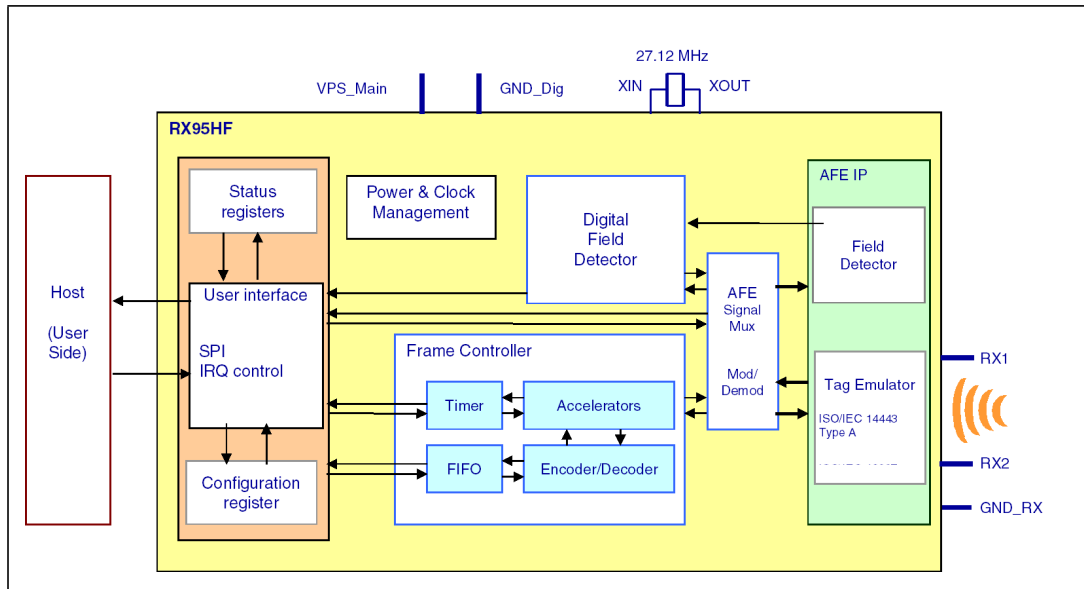 27.12 MHz
VPS_Main
GND_Dig
XIN
XOUT
RX95HF
Status
registers
Power & Clock
Management
Digital
Field
Detector
AFE IP
Field
Detector
Host
(User
Side)
User interface
SPI
IRQ control
AFE
Signal
Mux
Mod/
Demod
Frame Controller
Timer
Accelerators
FIFO
Encoder/Decoder
Configuration
register
Tag Emulator
ISO/IEC 14443
Type A
RX1
RX2
GND_RX